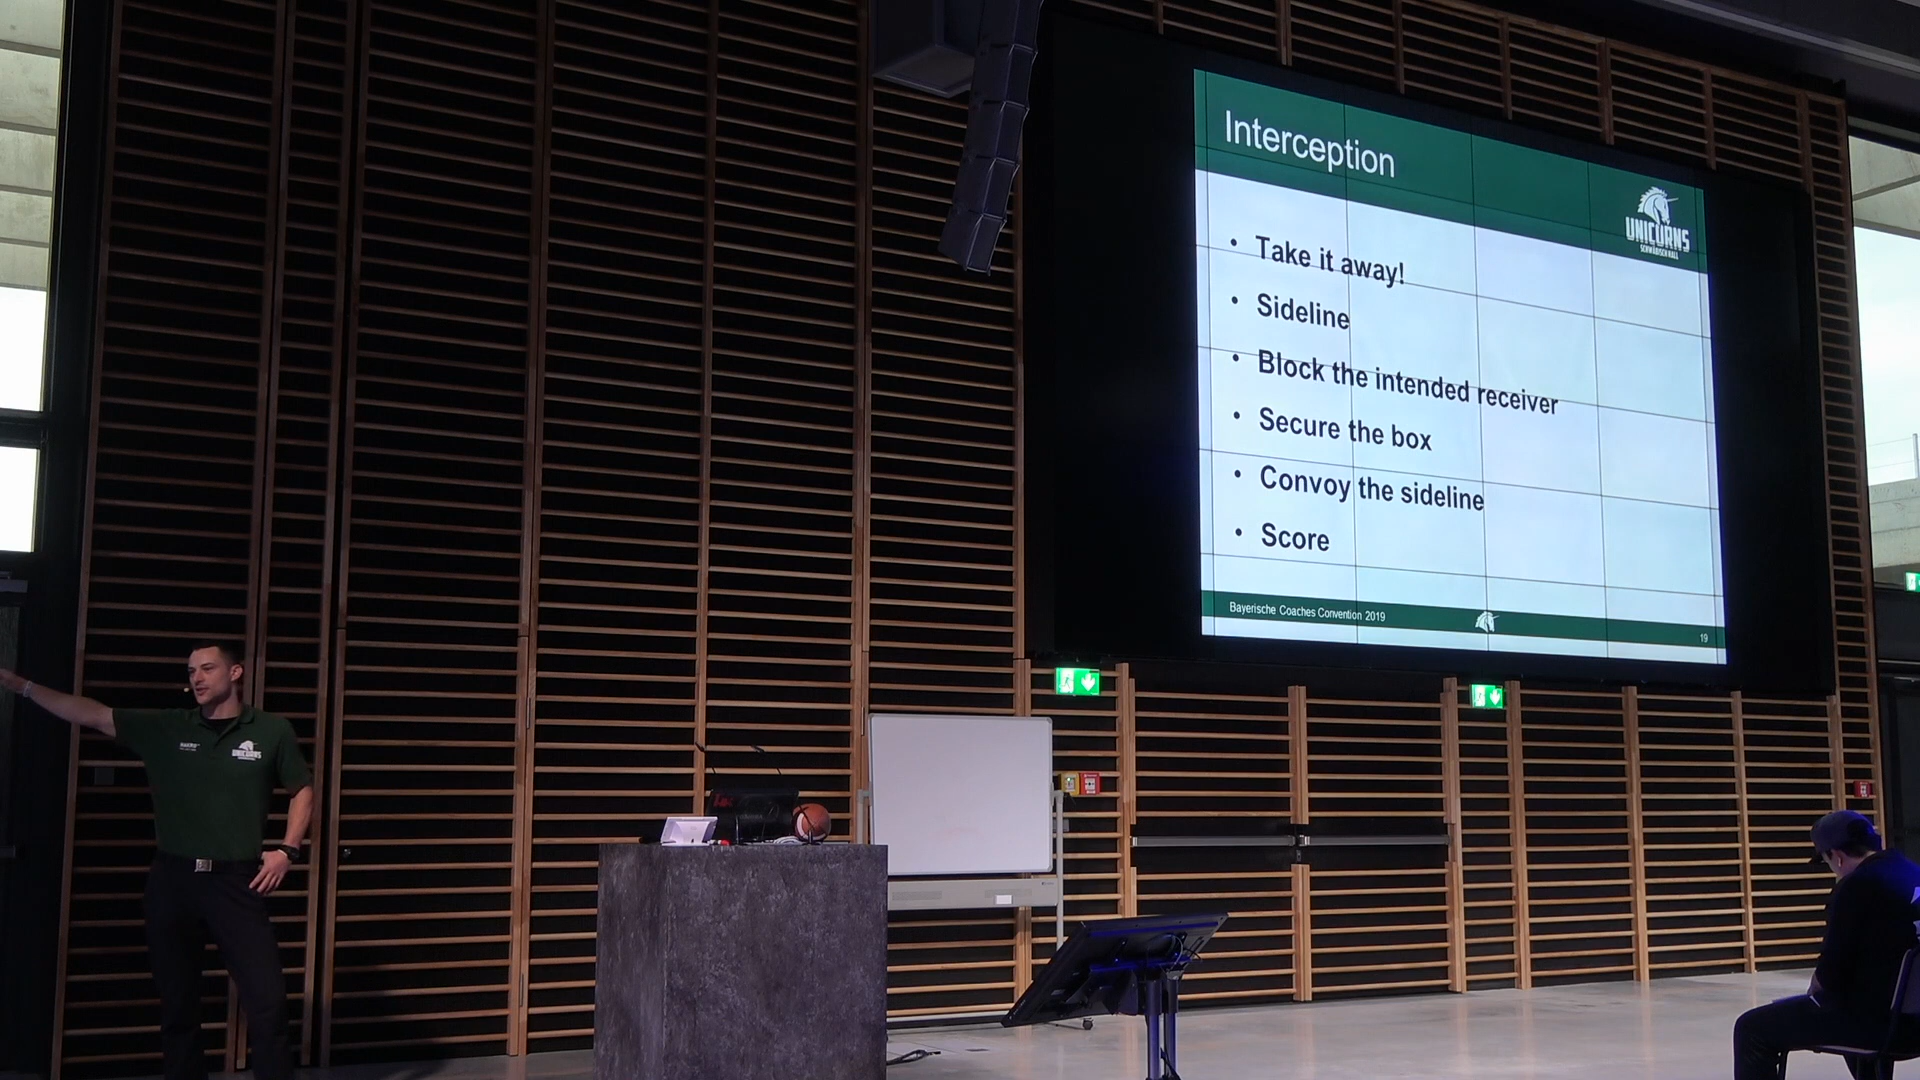 Interception
UNICORNS
SCHWÄBISCH HALL
• Take it away!
• Sideline
• Block the intended receiver
• Secure the box
• Convoy the sideline
• Score
Bayerische Coaches Convention 2019
19
UNICORNS